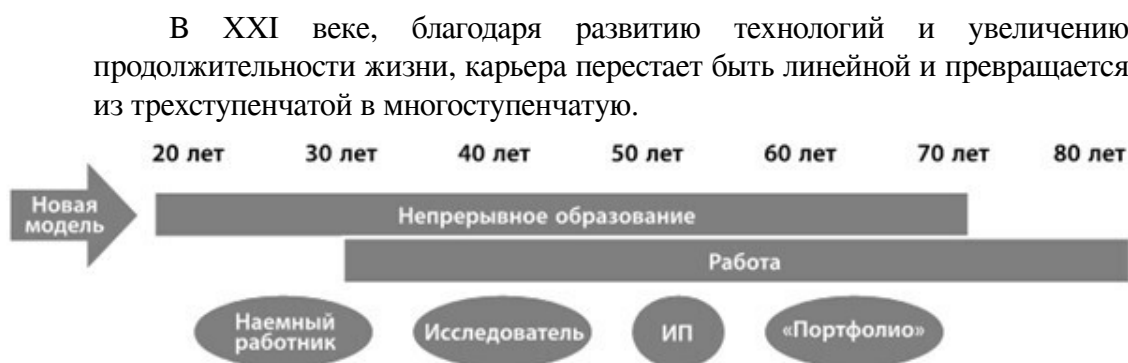 В XXI веке, благодаря развитию технологий и увеличению
продолжительности жизни, карьера перестает быть линейной и превращается
из трехступенчатой в многоступенчатую.
20 лет 30 лет 40 лет 50 лет 60 лет 70 лет 80 лет
Новая
модель
Непрерывное образование
Работа
Наемный
работник
Исследователь
ИП
«Портфолио»